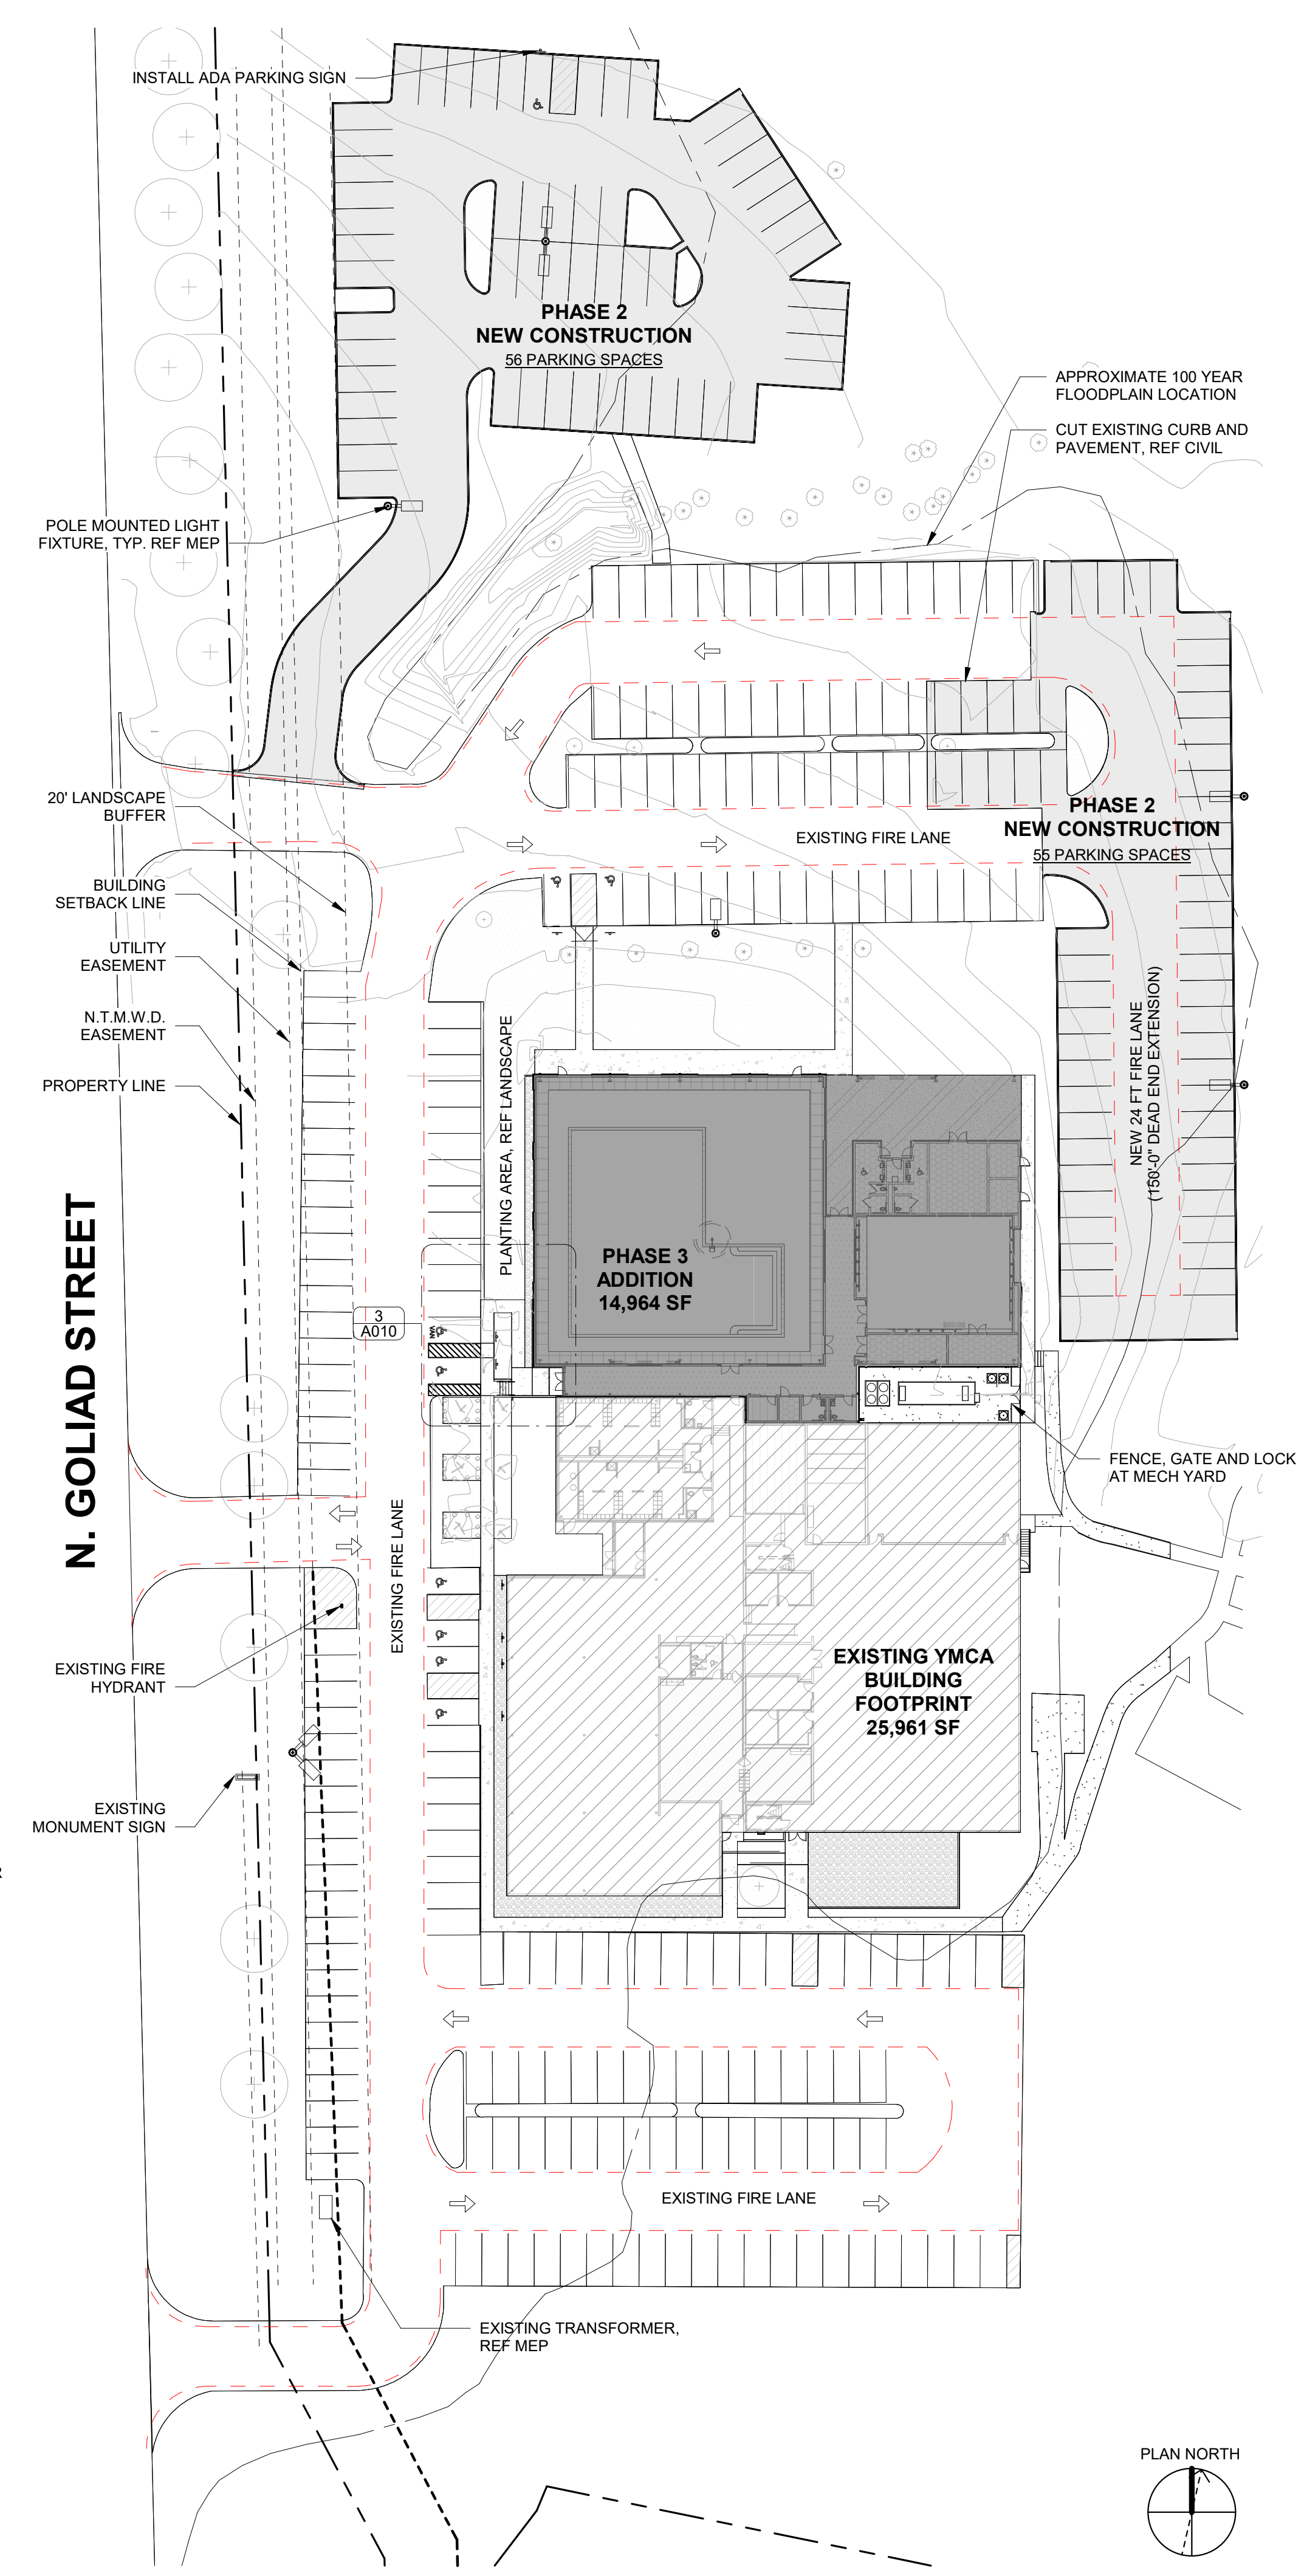 INSTALL ADA PARKING SIGN
PHASE 2
NEW CONSTRUCTION
56 PARKING SPACES
APPROXIMATE 100 YEAR
FLOODPLAIN LOCATION
CUT EXISTING CURB AND
PAVEMENT, REF CIVIL
POLE MOUNTED LIGHT
FIXTURE, TYP. REF MEP
20' LANDSCAPE
BUFFER
PHASE 2
NEW CONSTRUCTION
55 PARKING SPACES
EXISTING FIRE LANE
BUILDING
SETBACK LINE
UTILITY
EASEMENT
N.T.M.W.D.
EASEMENT
PROPERTY LINE
PLANTING AREA, REF LANDSCAPE
NEW 24 FT FIRE LANE
(150'-0" DEAD END EXTENSION)
N. GOLIAD STREET
PHASE 3
ADDITION
14,964 SF
3
A010
VAN
FENCE, GATE AND LOCK
AT MECH YARD
EXISTING FIRE LANE
EXISTING YMCA
BUILDING
FOOTPRINT
25,961 SF
EXISTING FIRE
HYDRANT
EXISTING
MONUMENT SIGN
R
EXISTING FIRE LANE
EXISTING TRANSFORMER,
REF MEP
PLAN NORTH